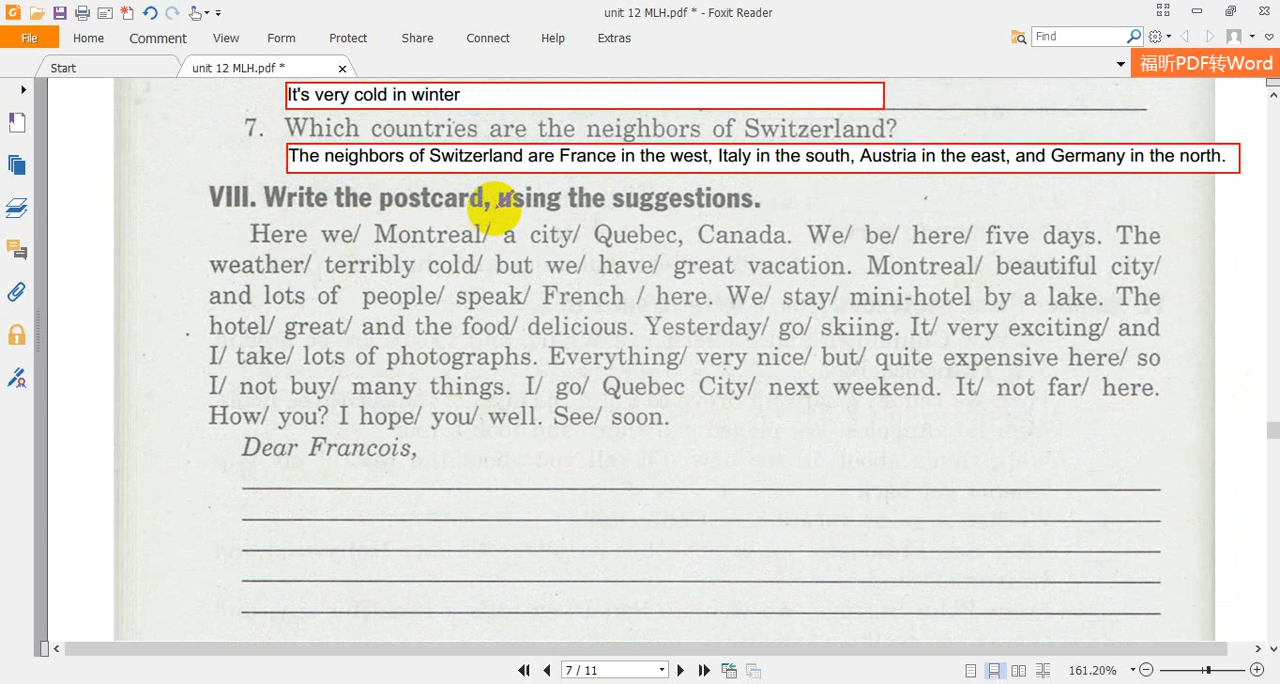 unit 12 MLH.pdf * - Foxit Reader
File Home Comment View Form Protect Share Connect Help Extras
Find
Start
unit 12 MLH.pdf *
福昕PDF转Word
It's very cold in winter
7. Which countries are the neighbors of Switzerland?
The neighbors of Switzerland are France in the west, Italy in the south, Austria in the east, and Germany in the north.
VIII. Write the postcard, using the suggestions.
Here we/ Montreal/ a city/ Quebec, Canada. We/ be/ here/ five days. The
weather/ terribly cold/ but we/ have/ great vacation. Montreal/ beautiful city/
and lots of people/ speak/ French / here. We/ stay/ mini-hotel by a lake. The
hotel/ great/ and the food/ delicious. Yesterday/ go/ skiing. It/ very exciting/ and
I/ take/ lots of photographs. Everything/ very nice/ but/ quite expensive here/ so
I/ not buy/ many things. I/ go/ Quebec City/ next weekend. It/ not far/ here.
How/ you? I hope/ you/ well. See/ soon.
Dear Francois,
7 / 11
161.20%